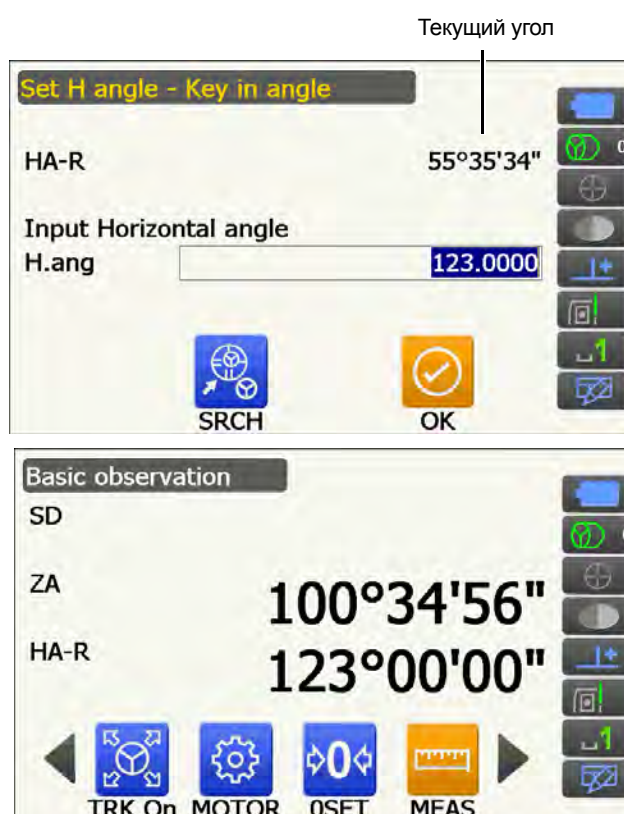 Текущий угол
Set H angle - Key in angle
HA-R 55°35'34"
Input Horizontal angle
H.ang 123.0000
SRCH OK
Basic observation
SD
ZA 100°34'56"
HA-R 123°00'00"
0
TRK On MOTOR 0SET MEAS